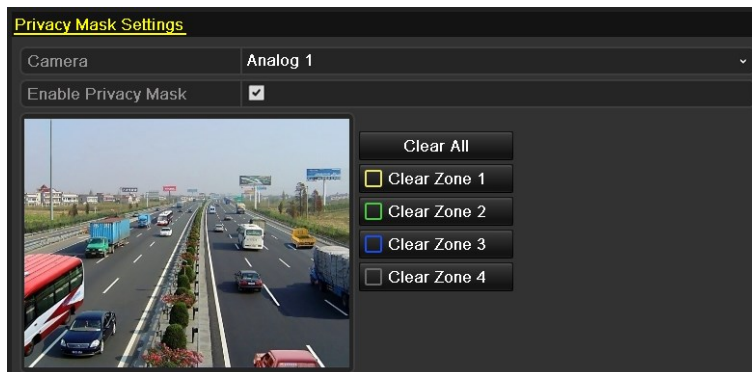 Privacy Mask Settings
Camera Analog 1
Enable Privacy Mask
Clear All
Clear Zone 1
Clear Zone 2
Clear Zone 3
Clear Zone 4